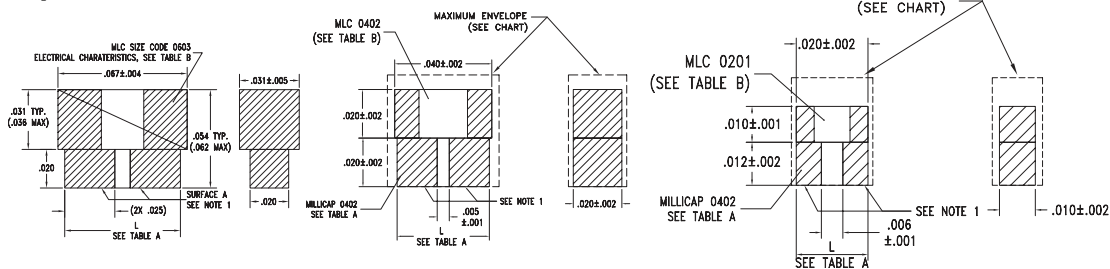 MLC SIZE CODE 0603
ELECTRICAL CHARATERISTICS, SEE TABLE B
.067±.004
.031±.005
.031 TYP.
(.036 MAX)
.054 TYP.
(.062 MAX)
.020
SURFACE A
SEE NOTE 1
(2X .025)
.020
L
SEE TABLE A
MLC 0402
(SEE TABLE B)
MAXIMUM ENVELOPE
(SEE CHART)
.040±.002
.020±.002
.020±.002
MILLICAP 0402
SEE TABLE A
.005
±.001
SEE NOTE 1
.020±.002
L
SEE TABLE A
(SEE CHART)
.020±.002
MLC 0201
(SEE TABLE B)
.010±.001
.012±.002
MILLICAP 0402
SEE TABLE A
SEE NOTE 1
.006
±.001
.010±.002
L
SEE TABLE A